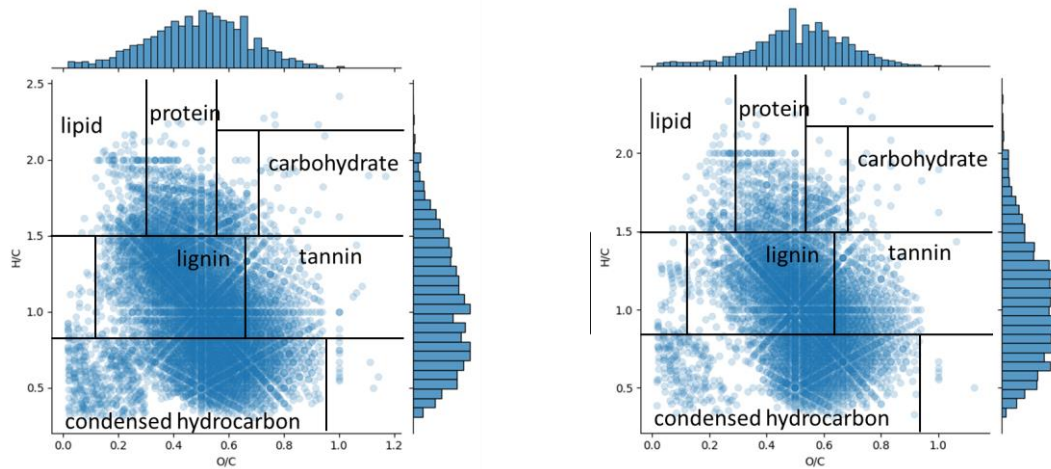 2.5
protein
lipid
carbohydrate
2.0
1.5
lignin
tannin
H/C
1.0
0.5
condensed hydrocarbon
0.0 0.2 0.4 0.6 0.8 1.0 1.2
O/C
protein
lipid
carbohydrate
2.0
1.5
lignin
tannin
H/C
1.0
0.5
condensed hydrocarbon
0.0 0.2 0.4 0.6 0.8 1.0
O/C